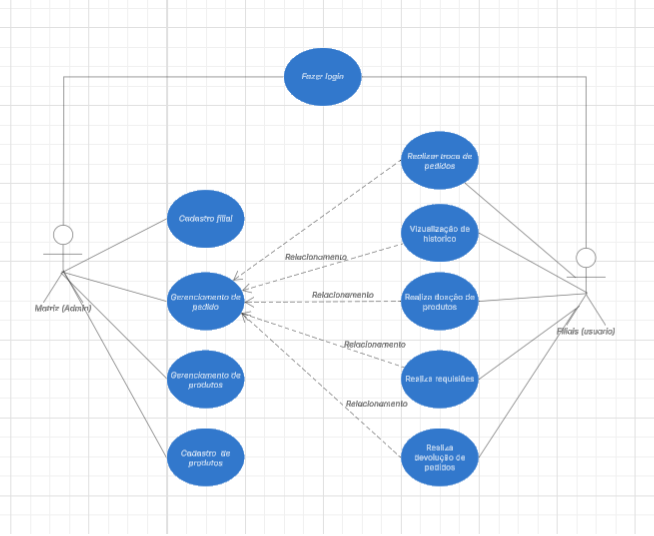 Fazer login
Realizar troca de
pedidos
Cadastro filial
Vizualização de
historico
Relacionamento
Gerenciamento de
pedido
Relacionamento
Realiza doação de
produtos
Matriz (Admin)
Filiais (usuario)
Relacionamento
Gerenciamento de
produtos
Realiza requisiões
Relacionamento
Cadastro de
produtos
Realiza
devolução de
pedidos